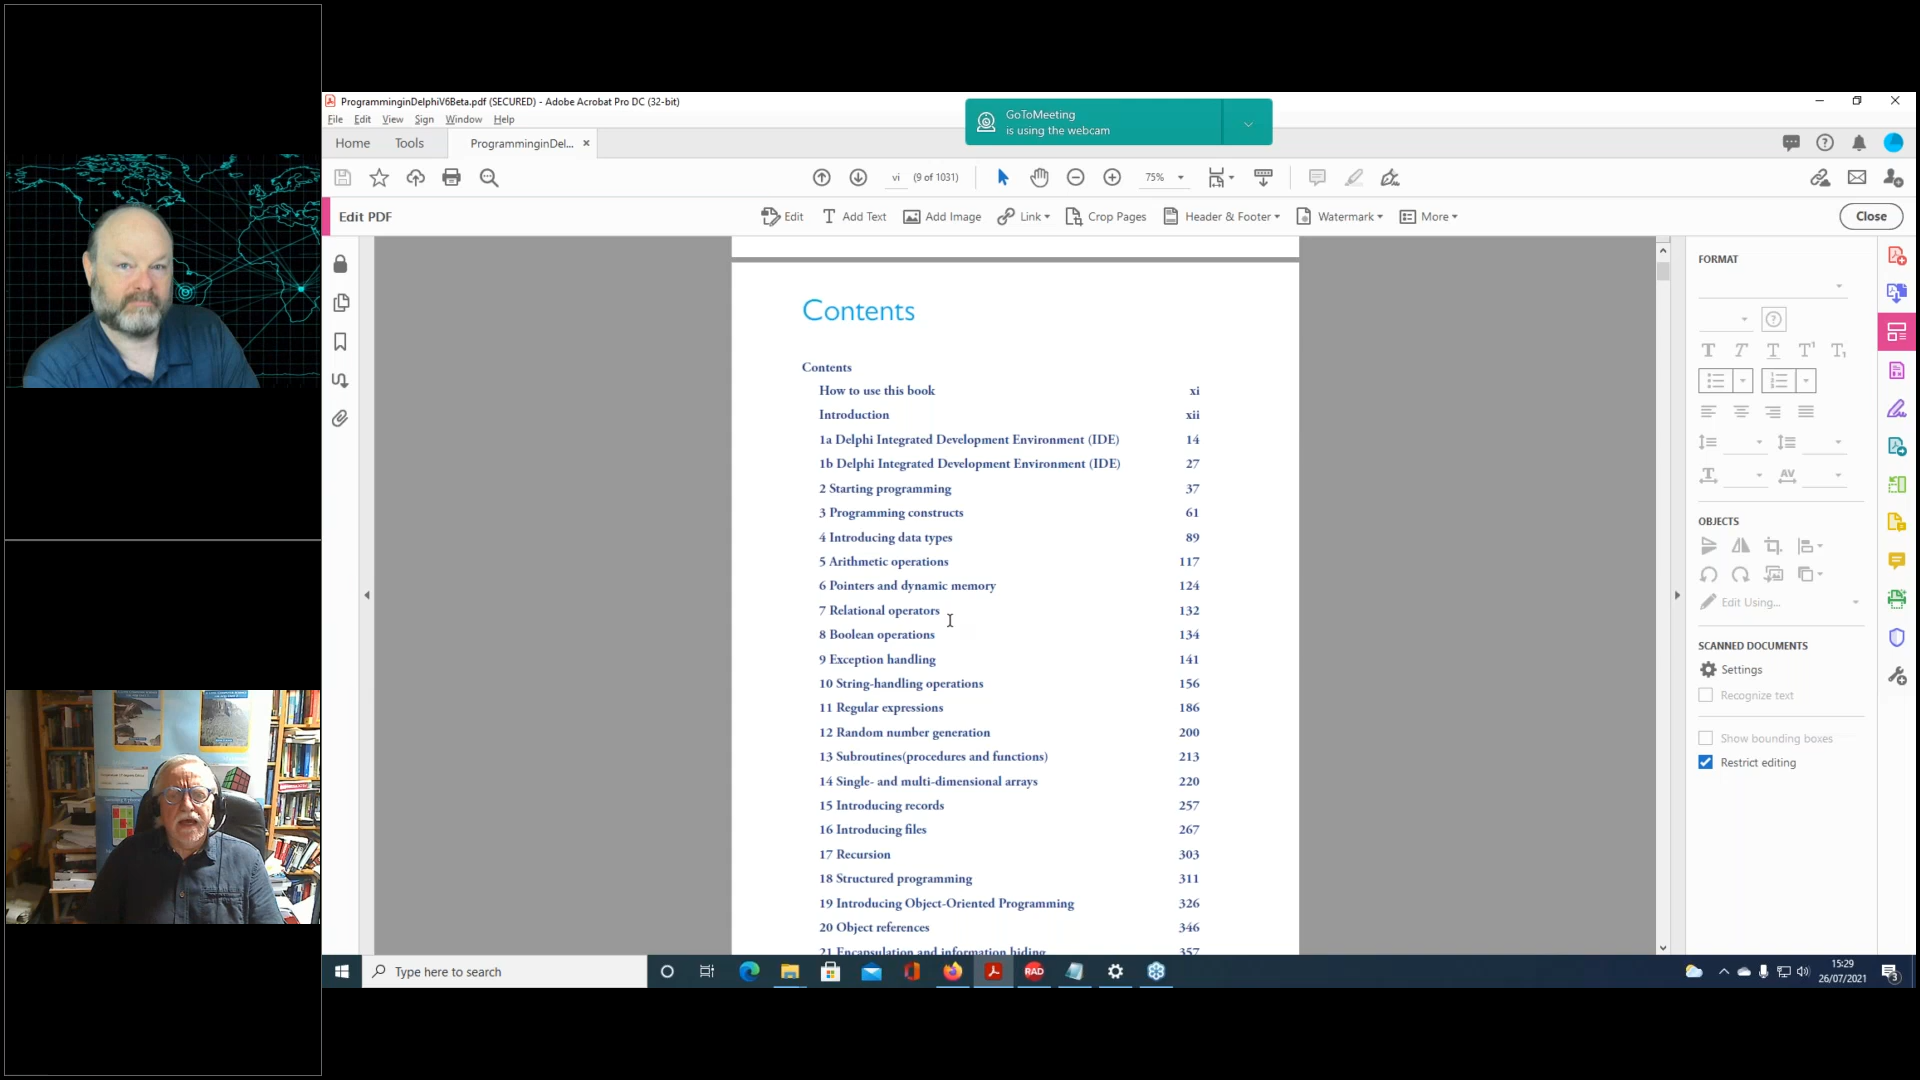 ProgramminginDelphiV6Beta.pdf (SECURED) - Adobe Acrobat Pro DC (32-bit)
GoToMeeting
is using the webcam
File Edit View Sign Window Help
Home Tools ProgramminginDel... ×
vi (9 of 1031) 75%
Edit PDF Edit Add Text Add Image Link Crop Pages Header & Footer Watermark More Close
Contents
Contents
How to use this book xi
Introduction xii
1a Delphi Integrated Development Environment (IDE) 14
1b Delphi Integrated Development Environment (IDE) 27
2 Starting programming 37
3 Programming constructs 61
4 Introducing data types 89
5 Arithmetic operations 117
6 Pointers and dynamic memory 124
7 Relational operators 132
8 Boolean operations 134
9 Exception handling 141
10 String-handling operations 156
11 Regular expressions 186
12 Random number generation 200
13 Subroutines(procedures and functions) 213
14 Single- and multi-dimensional arrays 220
15 Introducing records 257
16 Introducing files 267
17 Recursion 303
18 Structured programming 311
19 Introducing Object-Oriented Programming 326
20 Object references 346
21 Encapsulation and information hiding 357
FORMAT
OBJECTS
Edit Using...
SCANNED DOCUMENTS
Settings
Recognize text
Show bounding boxes
Restrict editing
Type here to search
RAD
15:29
26/07/2021
3